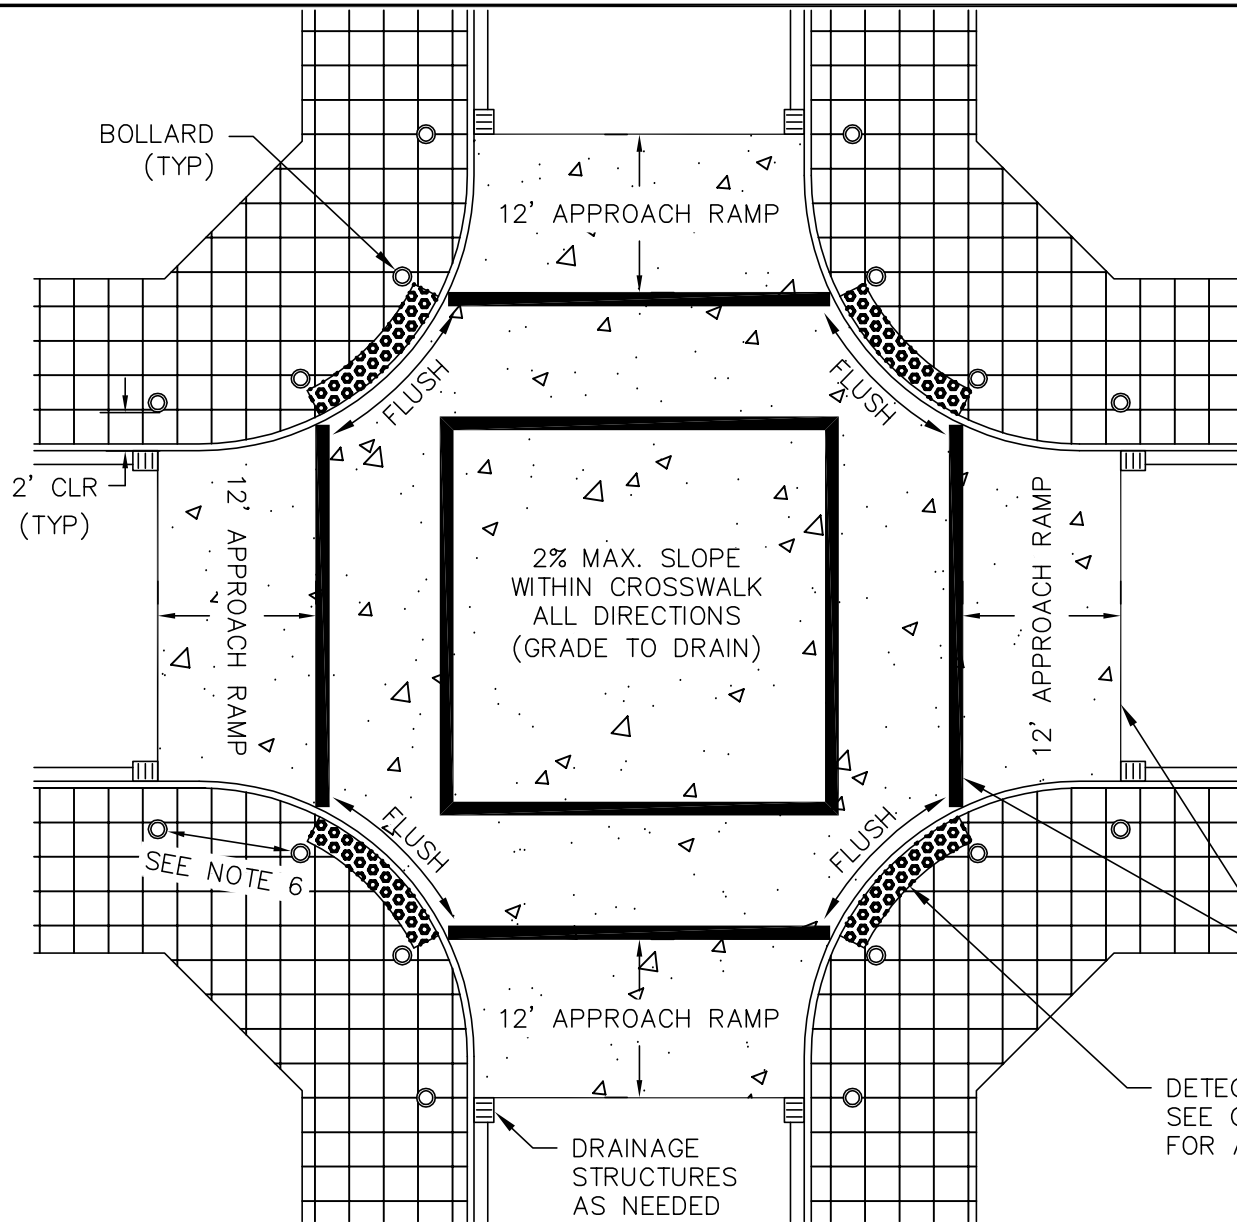 BOLLARD
(TYP)
12' APPROACH RAMP
FLUSH
FLUSH
2' CLR
(TYP)
12' APPROACH RAMP
2% MAX. SLOPE
WITHIN CROSSWALK
ALL DIRECTIONS
(GRADE TO DRAIN)
12' APPROACH RAMP
FLUSH
FLUSH
SEE NOTE 6
12' APPROACH RAMP
DRAINAGE
STRUCTURES
AS NEEDED
SEE
FOR